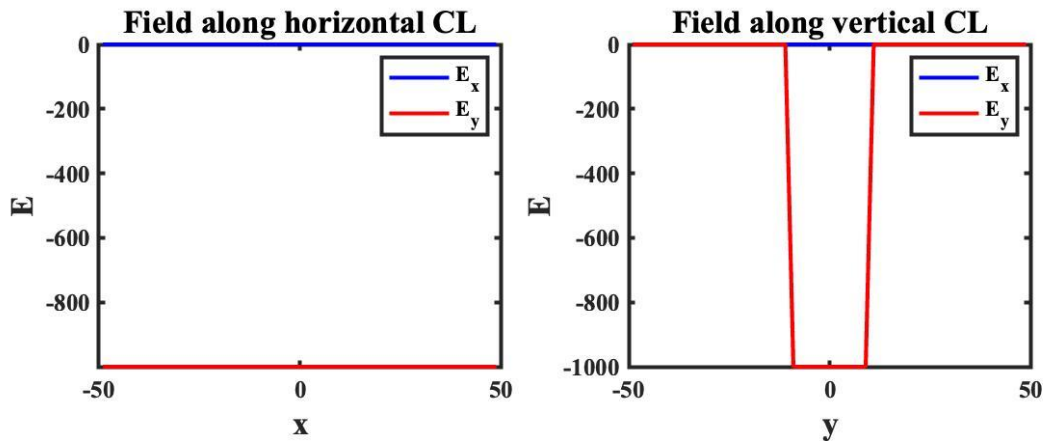 Field along horizontal CL
0
-200
-400
-600
-800
E
-50
0
50
x
E_x
E_y
Field along vertical CL
0
-200
-400
-600
-800
-1000
E
-50
0
50
y
E_x
E_y